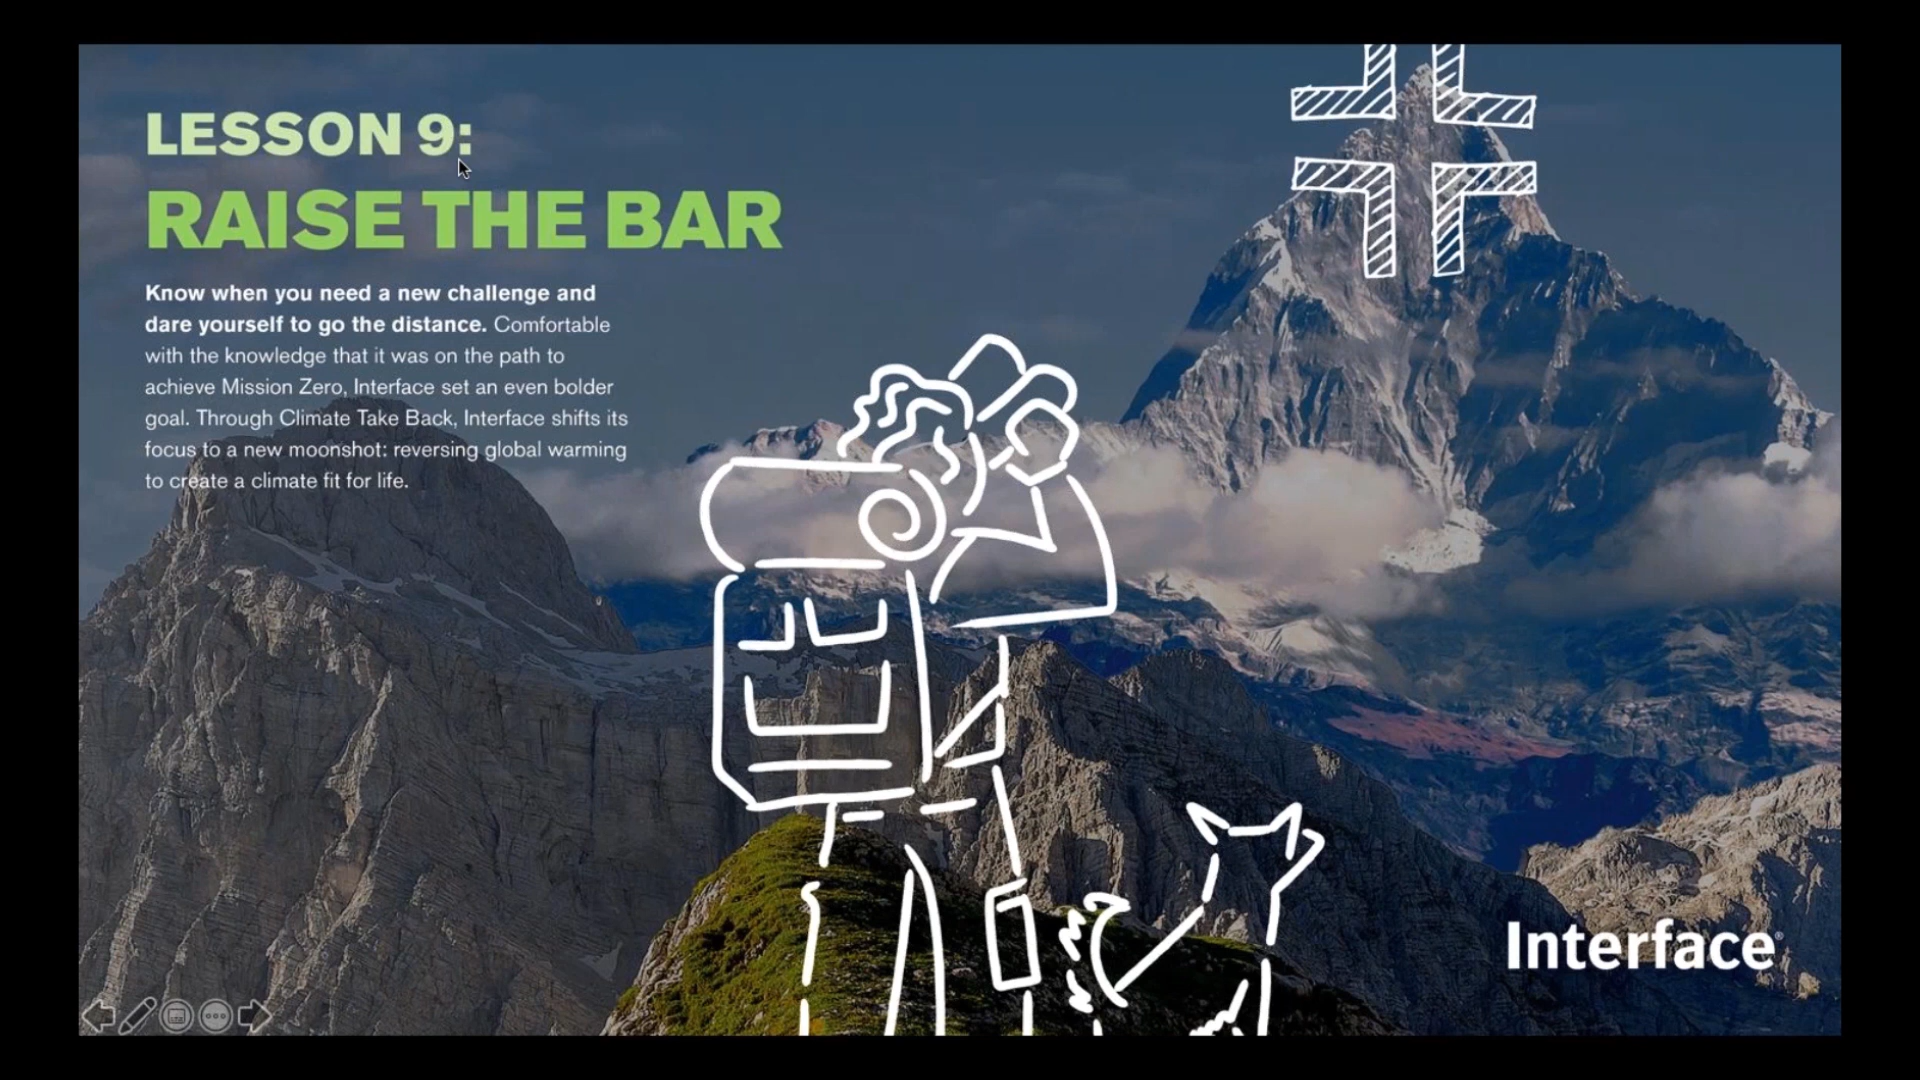 LESSON 9:
RAISE THE BAR
Know when you need a new challenge and
dare yourself to go the distance. Comfortable
with the knowledge that it was on the path to
achieve Mission Zero, Interface set an even bolder
goal. Through Climate Take Back, Interface shifts its
focus to a new moonshot: reversing global warming
to create a climate fit for life.
Interface®